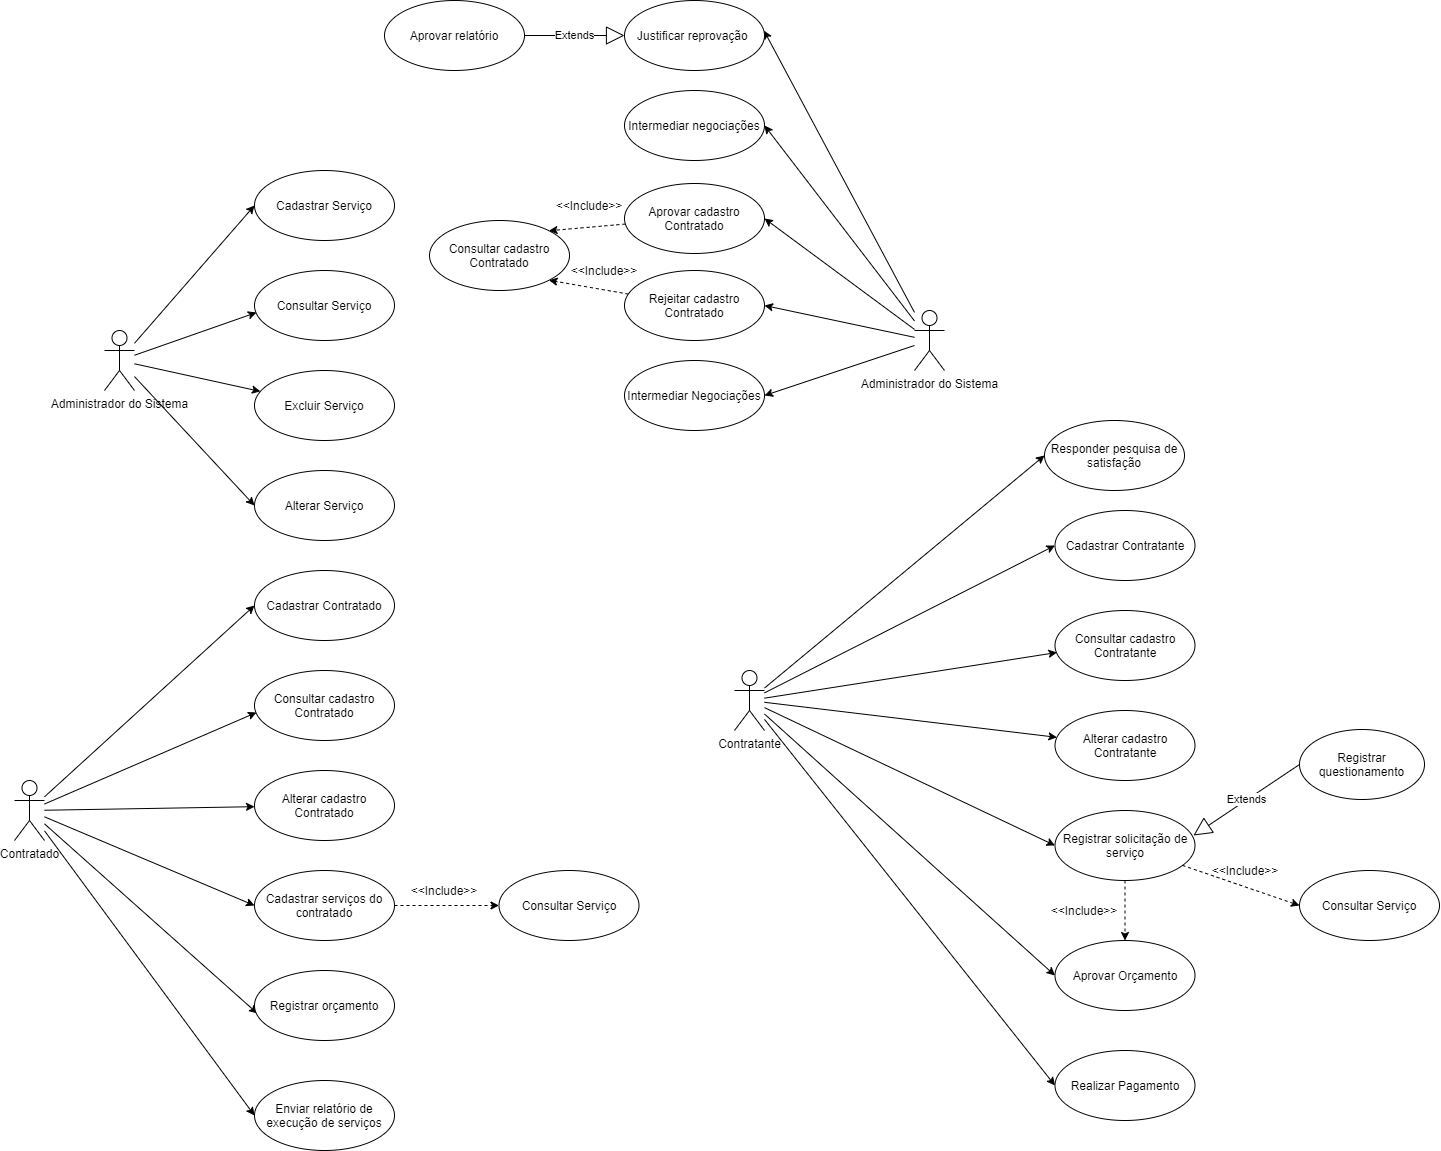 Aprovar relatório
Extends
Justificar reprovação
Intermediar negociações
Cadastrar Serviço
<<Include>>
Aprovar cadastro
Contratado
Consultar cadastro
Contratado
<<Include>>
Rejeitar cadastro
Contratado
Consultar Serviço
Administrador do Sistema
Intermediar Negociações
Administrador do Sistema
Excluir Serviço
Alterar Serviço
Responder pesquisa de
satisfação
Cadastrar Contratante
Consultar cadastro
Contratante
Contratante
Alterar cadastro
Contratante
Registrar
questionamento
Extends
Registrar solicitação de
serviço
<<Include>>
Consultar Serviço
<<Include>>
Aprovar Orçamento
Realizar Pagamento
Cadastrar Contratado
Consultar cadastro
Contratado
Alterar cadastro
Contratado
Contratado
Cadastrar serviços do
contratado
<<Include>>
Consultar Serviço
Registrar orçamento
Enviar relatório de
execução de serviços